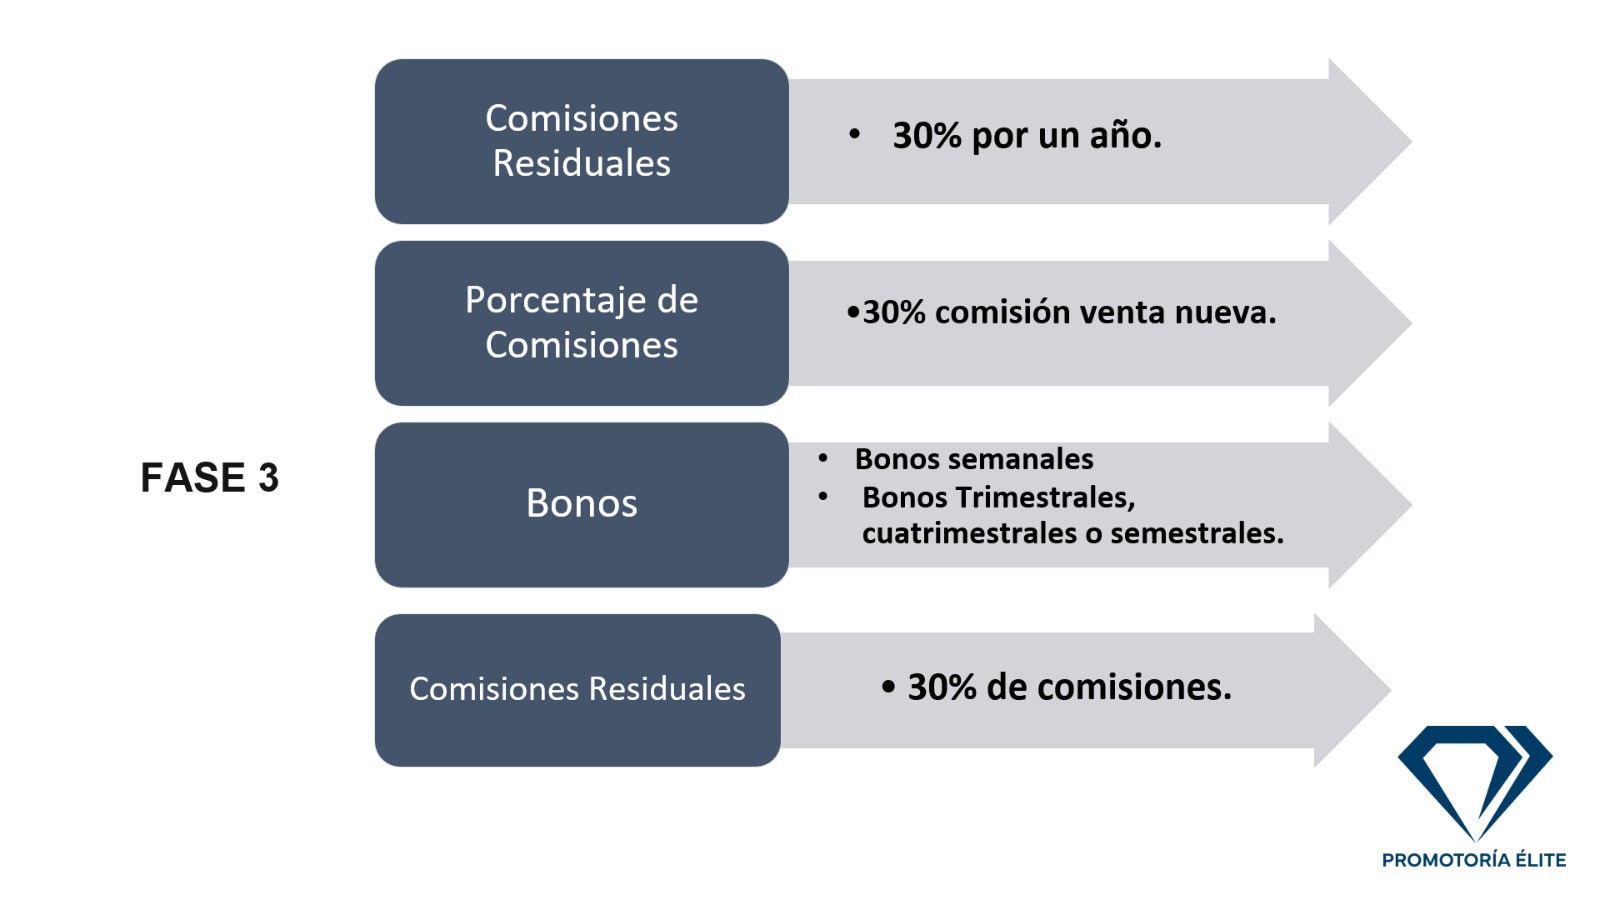 Comisiones
Residuales
• 30% por un año.
Porcentaje de
Comisiones
•30% comisión venta nueva.
FASE 3
Bonos
• Bonos semanales
• Bonos Trimestrales,
cuatrimestrales o semestrales.
Comisiones Residuales
• 30% de comisiones.
PROMOTORÍA ÉLITE